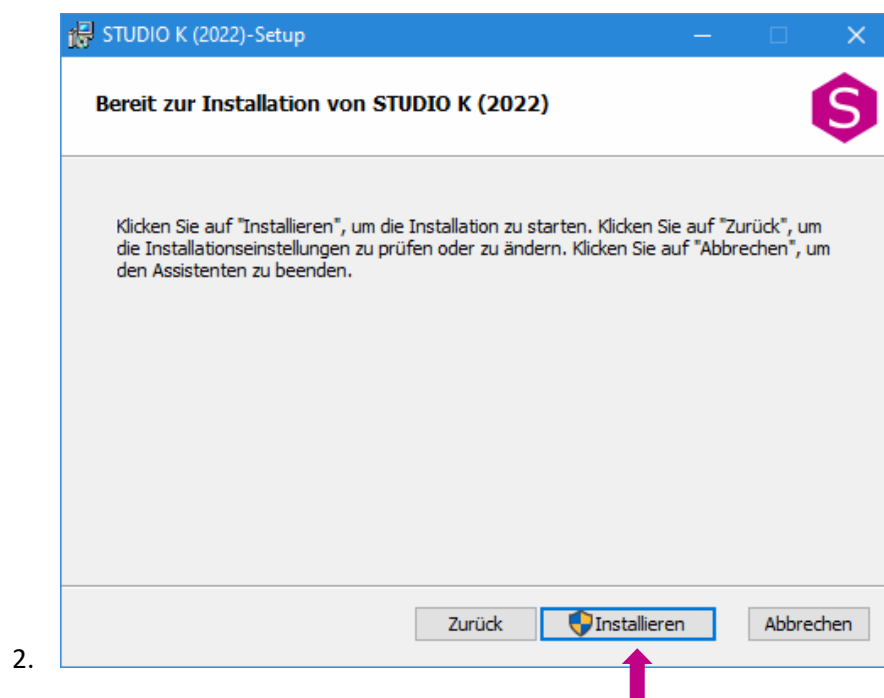 STUDIO K (2022)-Setup
Bereit zur Installation von STUDIO K (2022)
S
Klicken Sie auf "Installieren", um die Installation zu starten. Klicken Sie auf "Zurück", um
die Installationseinstellungen zu prüfen oder zu ändern. Klicken Sie auf "Abbrechen", um
den Assistenten zu beenden.
Zurück Installieren Abbrechen
2.